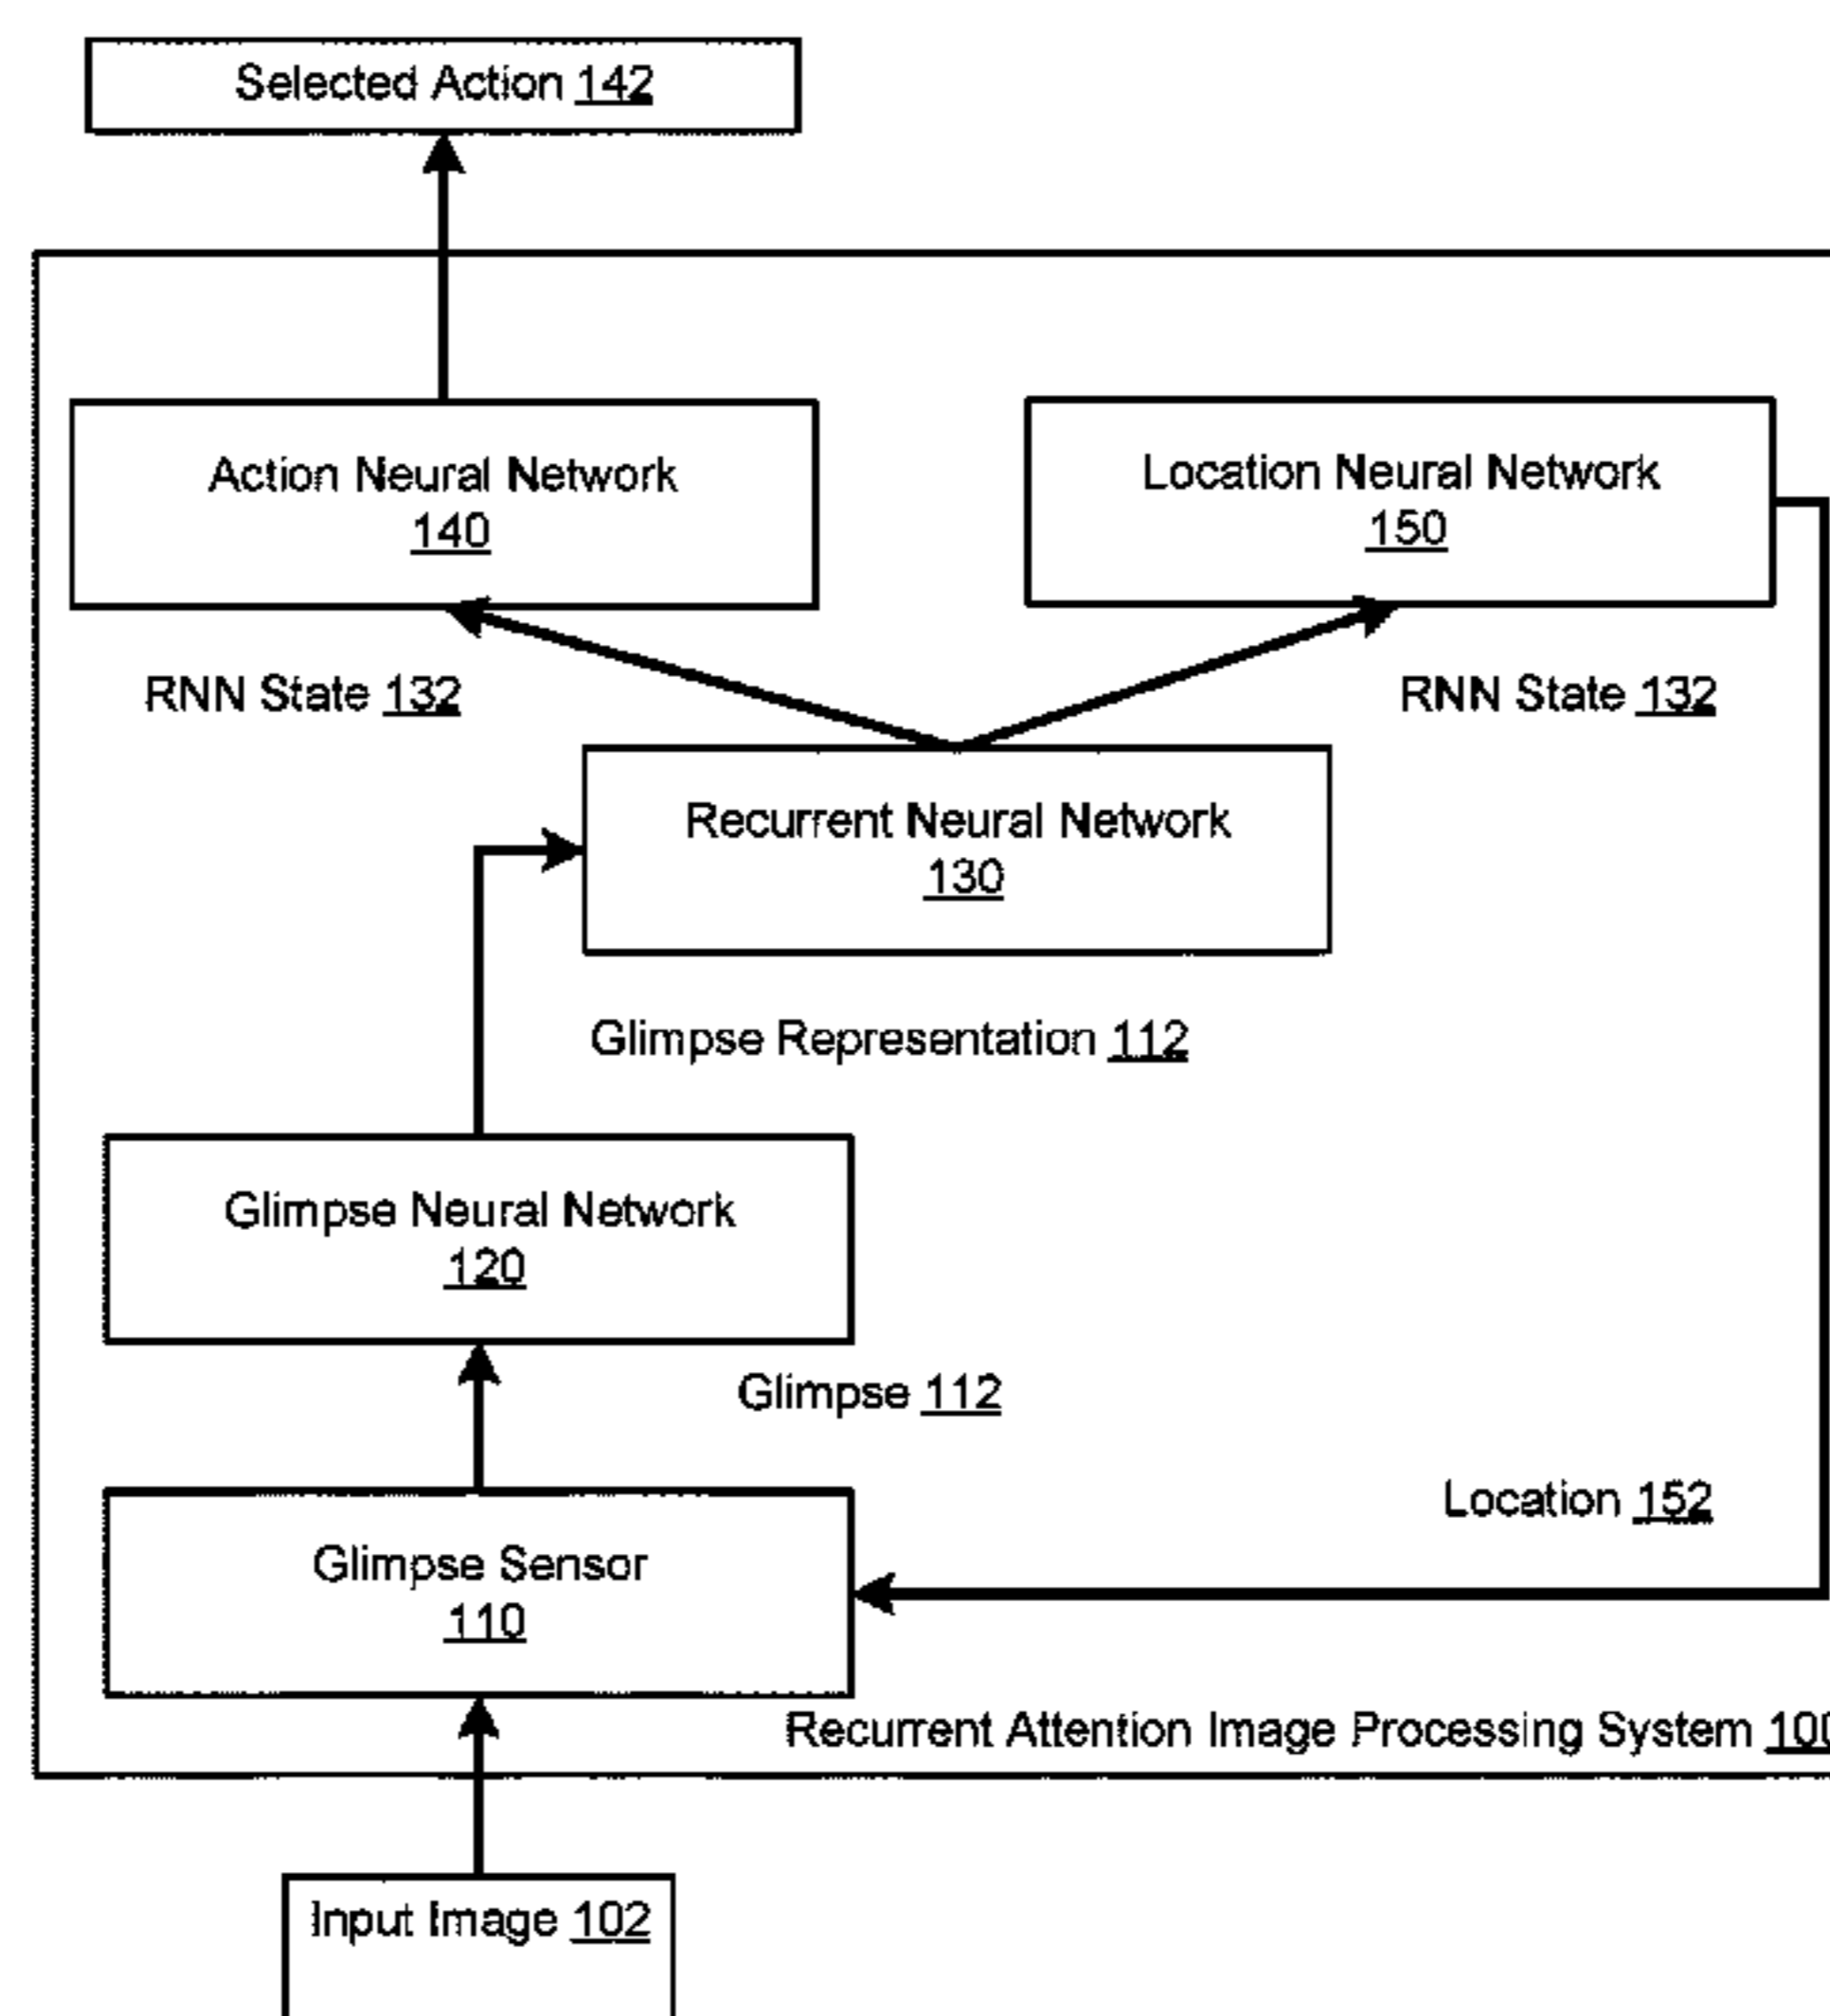 Selected Action 142
Action Neural Network
140
Location Neural Network
150
RNN State 132
RNN State 132
Recurrent Neural Network
130
Glimpse Representation 112
Glimpse Neural Network
120
Glimpse 112
Location 152
Glimpse Sensor
110
Recurrent Attention Image Processing System 100
Input Image 102